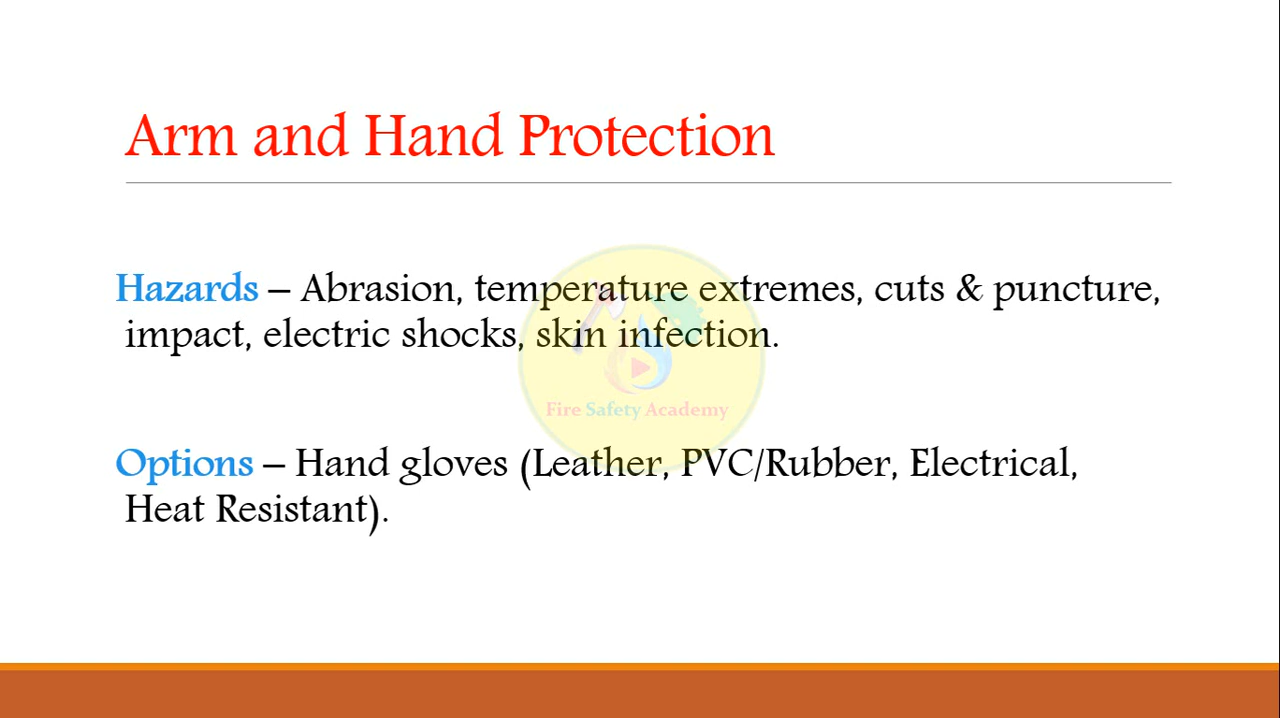 Arm and Hand Protection
Hazards – Abrasion, temperature extremes, cuts & puncture,
impact, electric shocks, skin infection.
Fire Safety Academy
Options – Hand gloves (Leather, PVC/Rubber, Electrical,
Heat Resistant).